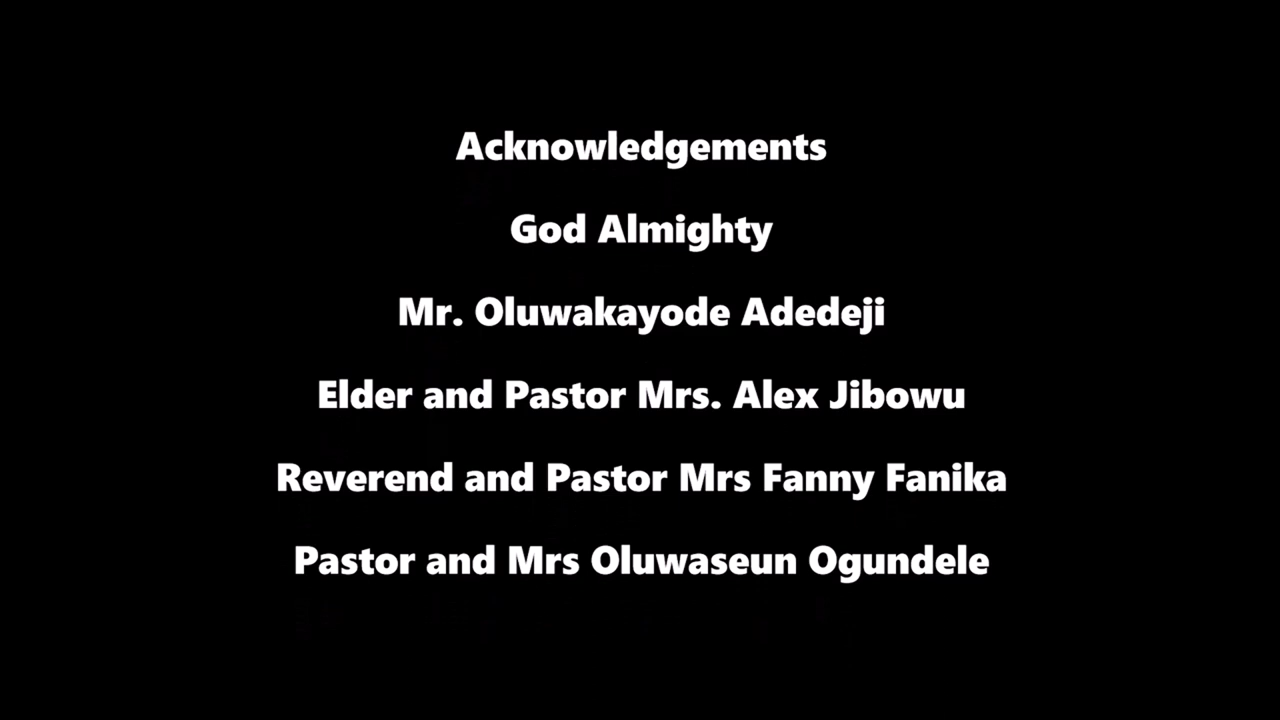 Acknowledgements
God Almighty
Mr. Oluwakayode Adedeji
Elder and Pastor Mrs. Alex Jibowu
Reverend and Pastor Mrs Fanny Fanika
Pastor and Mrs Oluwaseun Ogundele